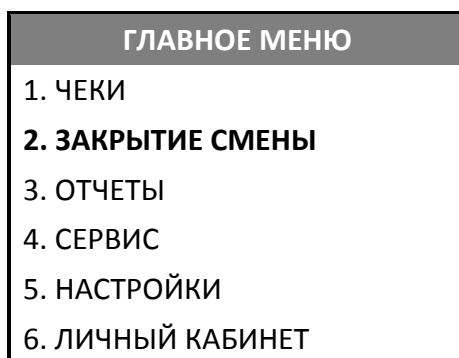 ГЛАВНОЕ МЕНЮ
1. ЧЕКИ
2. ЗАКРЫТИЕ СМЕНЫ
3. ОТЧЕТЫ
4. СЕРВИС
5. НАСТРОЙКИ
6. ЛИЧНЫЙ КАБИНЕТ